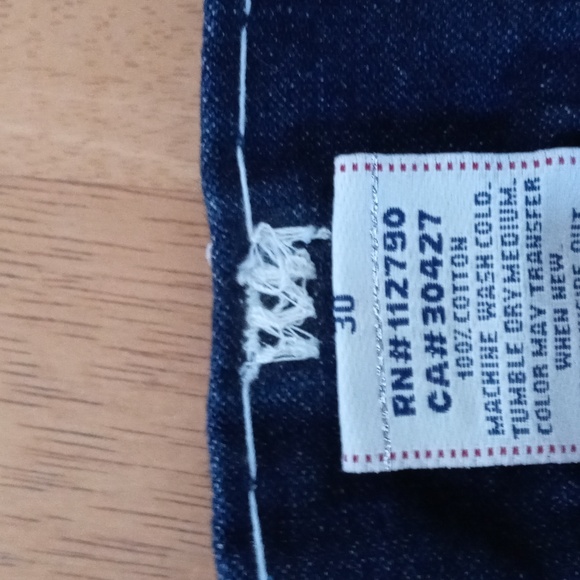 30
RN#112790
CA#30427
100% COTTON
MACHINE WASH COLD.
TUMBLE DRY MEDIUM.
COLOR MAY TRANSFER
WHEN NEW.